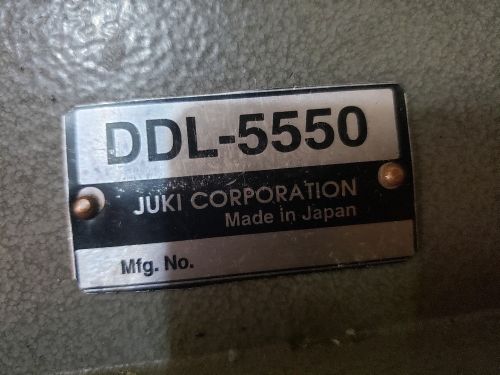 DDL-5550
JUKI CORPORATION
Made in Japan
Mfg. No.